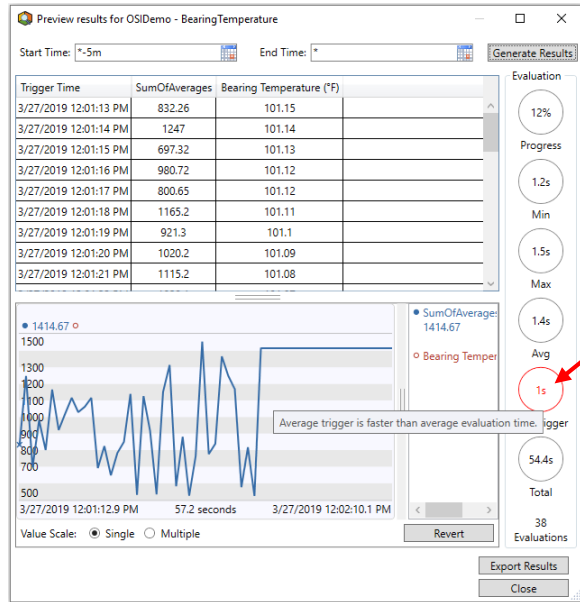 Preview results for OSIDemo - BearingTemperature
Start Time: *-5m End Time: * Generate Results
Trigger Time SumOfAverages Bearing Temperature (°F)
3/27/2019 12:01:13 PM 832.26 101.15
3/27/2019 12:01:14 PM 1247 101.14
3/27/2019 12:01:15 PM 697.32 101.13
3/27/2019 12:01:16 PM 980.72 101.12
3/27/2019 12:01:17 PM 800.65 101.12
3/27/2019 12:01:18 PM 1165.2 101.11
3/27/2019 12:01:19 PM 921.3 101.1
3/27/2019 12:01:20 PM 1020.2 101.09
3/27/2019 12:01:21 PM 1115.2 101.08
Evaluation
12%
Progress
1.2s
Min
1.5s
Max
1.4s
Avg
1s
igger
54.4s
Total
38
Evaluations
1414.67
1500
1300
1200
1100
1000
900
800
700
500
3/27/2019 12:01:12.9 PM 57.2 seconds 3/27/2019 12:02:10.1 PM
SumOfAverages
1414.67
Bearing Temper
Average trigger is faster than average evaluation time.
Value Scale: Single Multiple
Revert
Export Results
Close